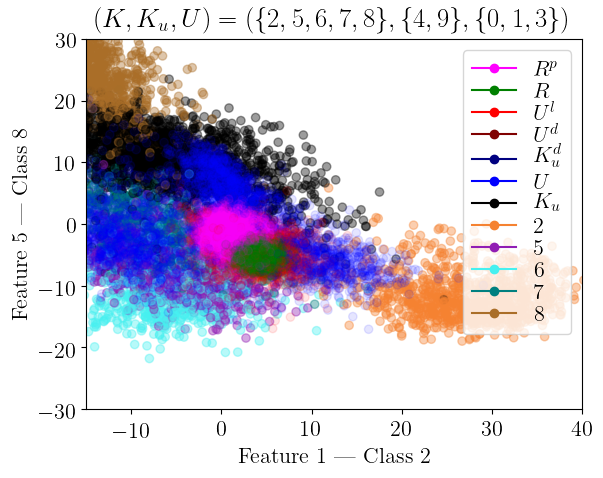 (K, K_u, U) = ({2, 5, 6, 7, 8}, {4, 9}, {0, 1, 3})
30
20
10
0
−10
−20
−30
Feature 5 — Class 8
R^p
R
U^l
U^d
K_u^d
U
K_u
2
5
6
7
8
−10
0
10
20
30
40
Feature 1 — Class 2